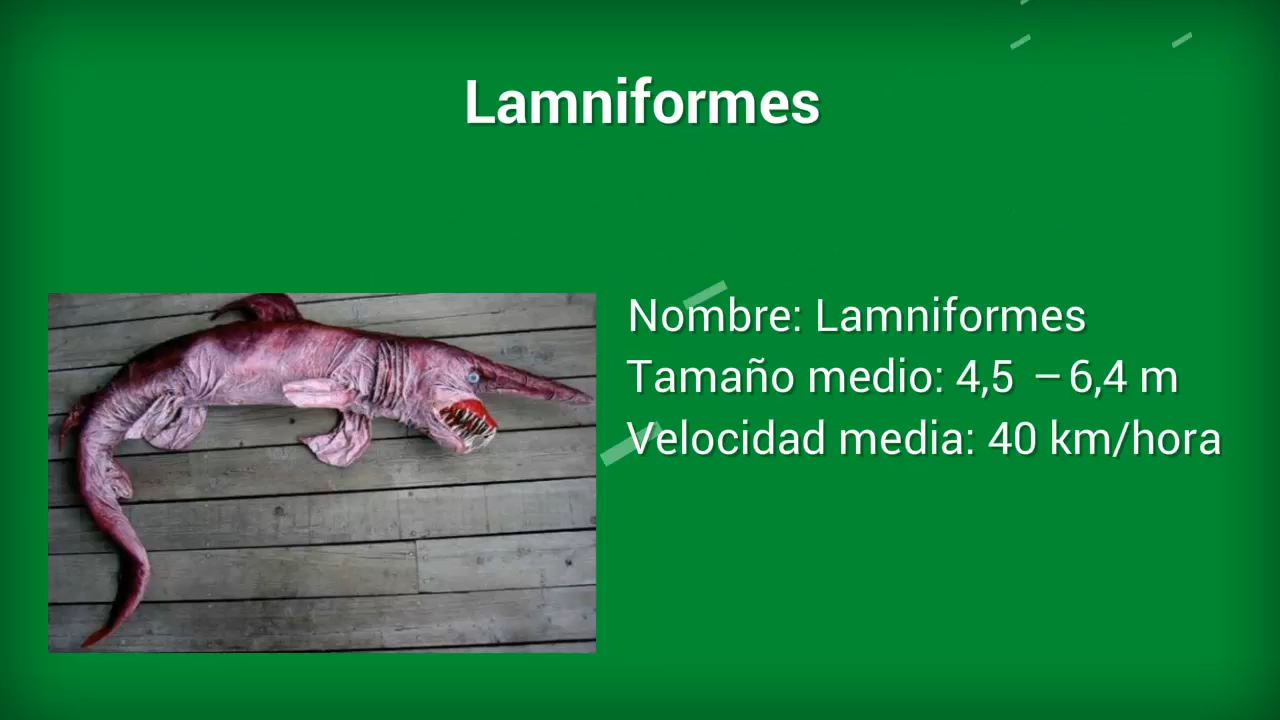 Lamniformes
Nombre: Lamniformes
Tamaño medio: 4,5 – 6,4 m
Velocidad media: 40 km/hora